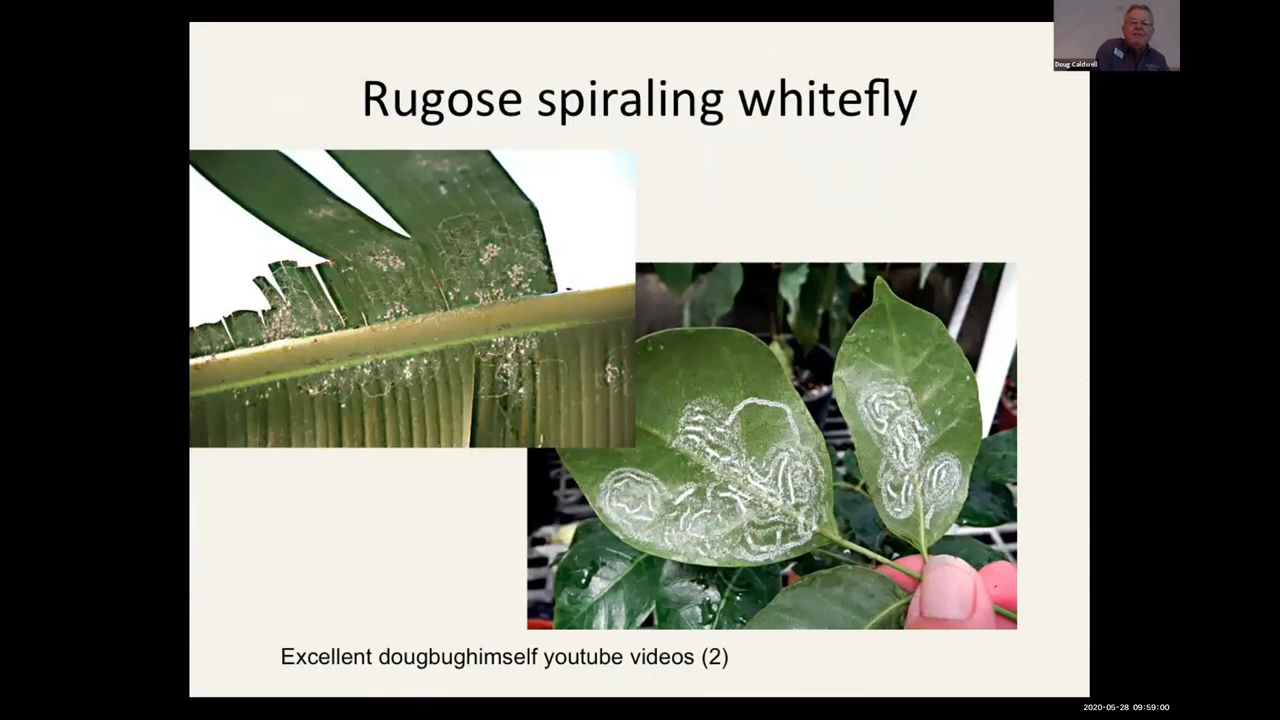 Doug Caldwell
Rugose spiraling whitefly
Excellent dougbughimself youtube videos (2)
2020-05-28 09:59:00